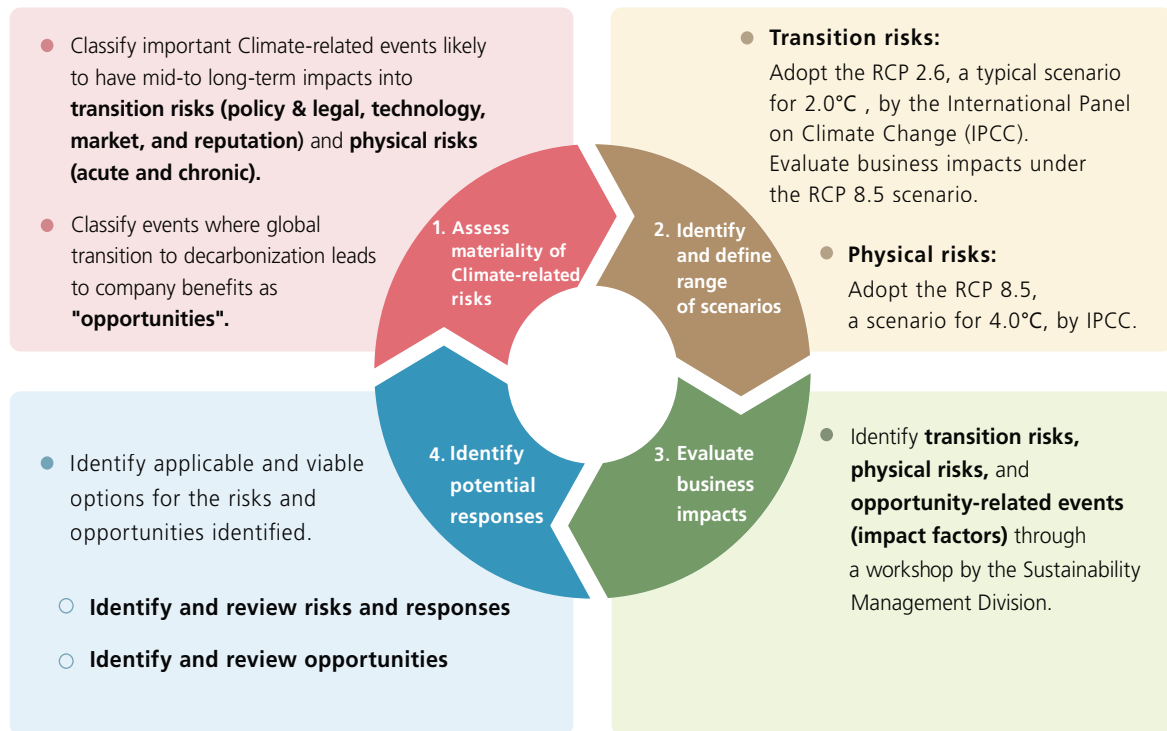 Classify important Climate-related events likely
to have mid-to long-term impacts into
transition risks (policy & legal, technology,
market, and reputation) and physical risks
(acute and chronic).
Classify events where global
transition to decarbonization leads
to company benefits as
"opportunities".
1. Assess
materiality of
Climate-related
risks
Transition risks:
Adopt the RCP 2.6, a typical scenario
for 2.0°C , by the International Panel
on Climate Change (IPCC).
Evaluate business impacts under
the RCP 8.5 scenario.
Physical risks:
Adopt the RCP 8.5,
a scenario for 4.0°C, by IPCC.
2. Identify
and define
range
of scenarios
3. Evaluate
business
impacts
Identify transition risks,
physical risks, and
opportunity-related events
(impact factors) through
a workshop by the Sustainability
Management Division.
4. Identify
potential
responses
Identify applicable and viable
options for the risks and
opportunities identified.
Identify and review risks and responses
Identify and review opportunities